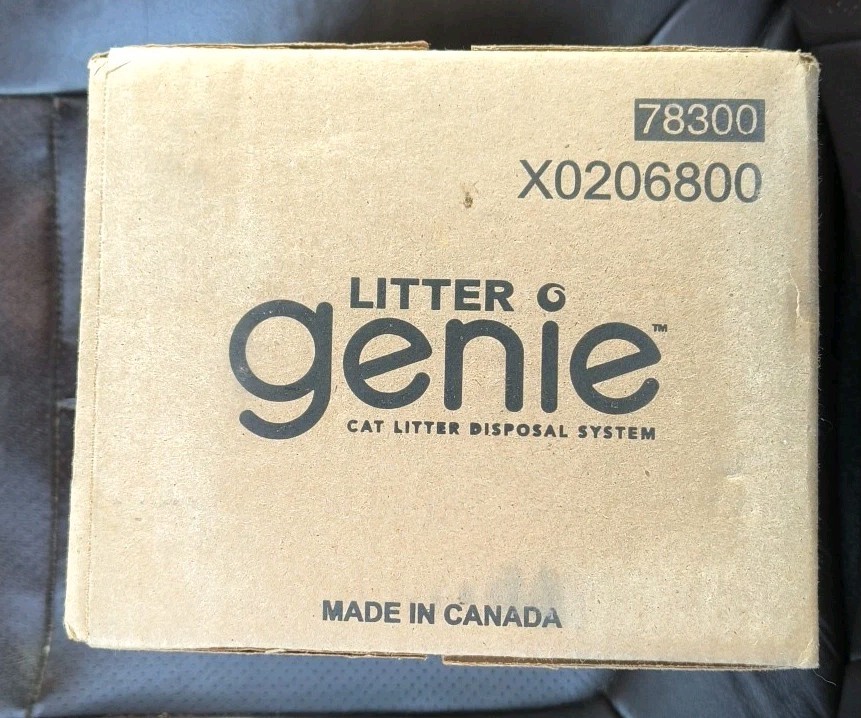 78300
X0206800
LITTER
genie™
CAT LITTER DISPOSAL SYSTEM
MADE IN CANADA